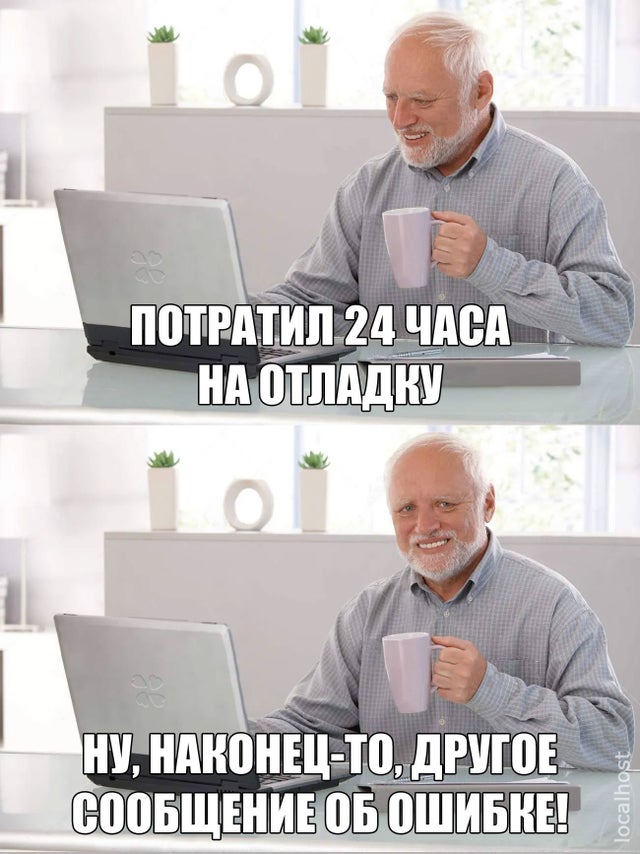 ПОТРАТИЛ 24 ЧАСА
НА ОТЛАДКУ
НУ, НАКОНЕЦ-ТО, ДРУГОЕ
СООБЩЕНИЕ ОБ ОШИБКЕ!
localhost